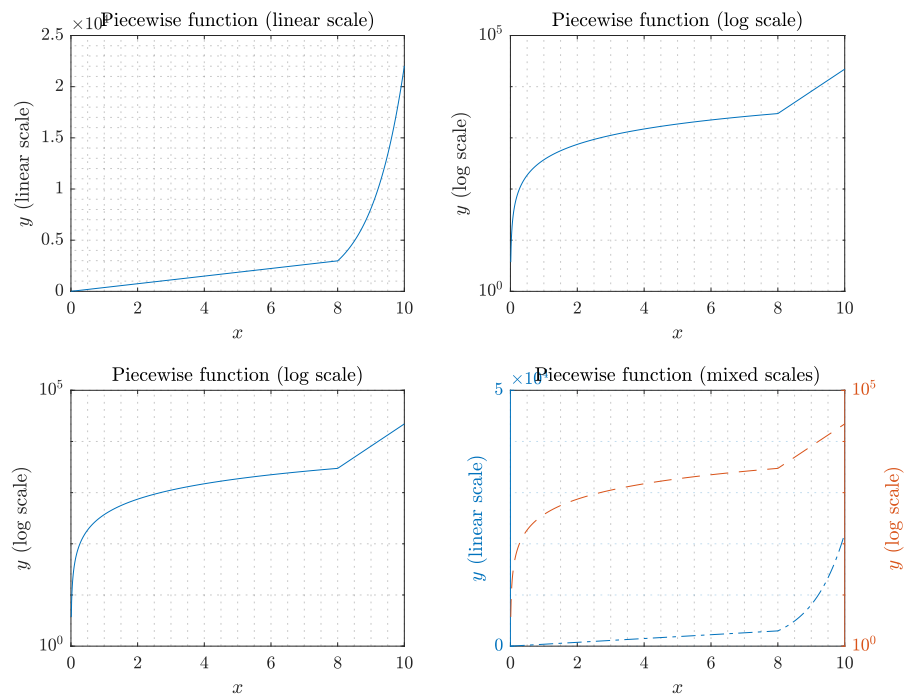 Piecewise function (linear scale)
×10
2.5
2
1.5
1
0.5
0
y (linear scale)
0 2 4 6 8 10
x
Piecewise function (log scale)
10^5
10^0
y (log scale)
0 2 4 6 8 10
x
Piecewise function (log scale)
10^5
10^0
y (log scale)
0 2 4 6 8 10
x
Piecewise function (mixed scales)
×10
5
0
y (linear scale)
10^5
10^0
y (log scale)
0 2 4 6 8 10
x